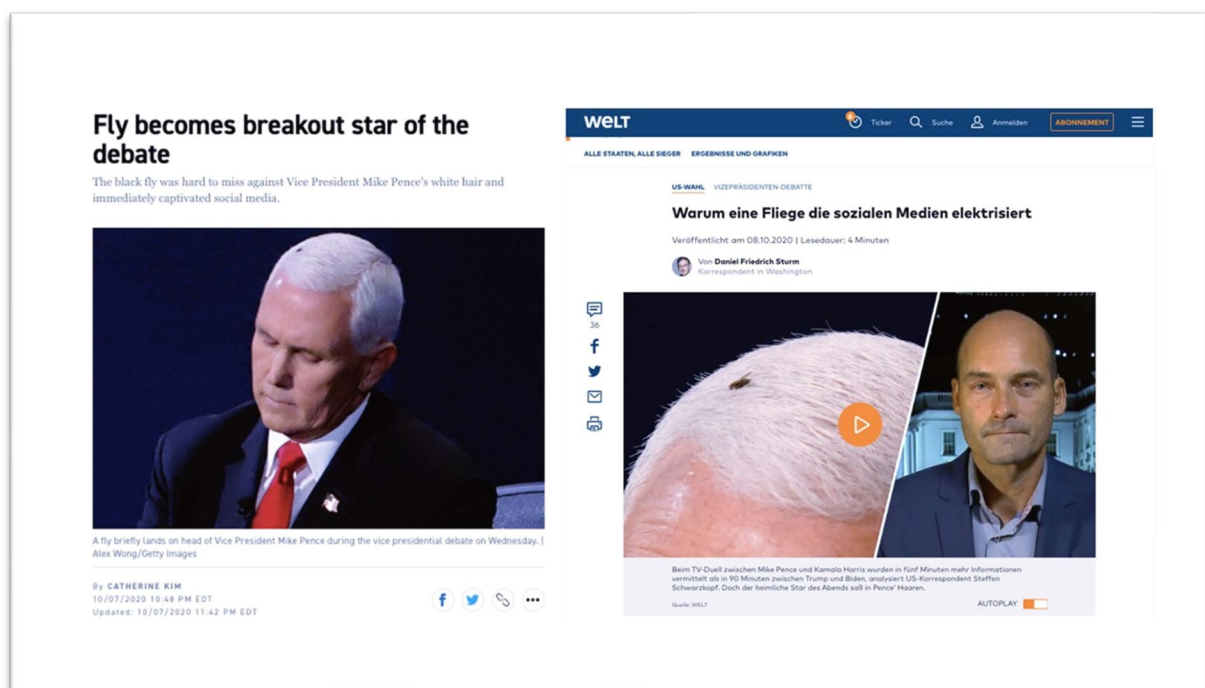 Fly becomes breakout star of the
debate
The black fly was hard to miss against Vice President Mike Pence's white hair and
immediately captivated social media.
A fly briefly lands on head of Vice President Mike Pence during the vice presidential debate on Wednesday. |
Alex Wong/Getty Images
By CATHERINE KIM
10/07/2020 10:48 PM EDT
Updated: 10/07/2020 11:42 PM EDT
WELT
Ticker Suche Anmelden ABONNEMENT
ALLE STAATEN, ALLE SIEGER ERGEBNISSE UND GRAFIKEN
US-WAHL VIZEPRÄSIDENTEN-DEBATTE
Warum eine Fliege die sozialen Medien elektrisiert
Veröffentlicht am 08.10.2020 | Lesedauer: 4 Minuten
Von Daniel Friedrich Sturm
Korrespondent in Washington
36
Beim TV-Duell zwischen Mike Pence und Kamala Harris wurden in fünf Minuten mehr Informationen
vermittelt als in 90 Minuten zwischen Trump und Biden, analysiert US-Korrespondent Steffen
Schwarzkopf. Doch der heimliche Star des Abends saß in Pence' Haaren.
Quelle: WELT
AUTOPLAY